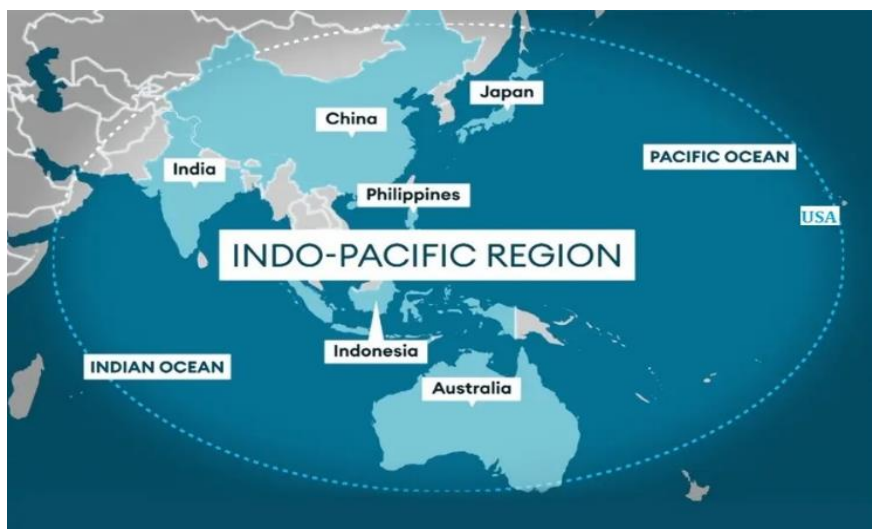 Japan
China
PACIFIC OCEAN
India
Philippines
USA
INDO-PACIFIC REGION
Indonesia
INDIAN OCEAN
Australia